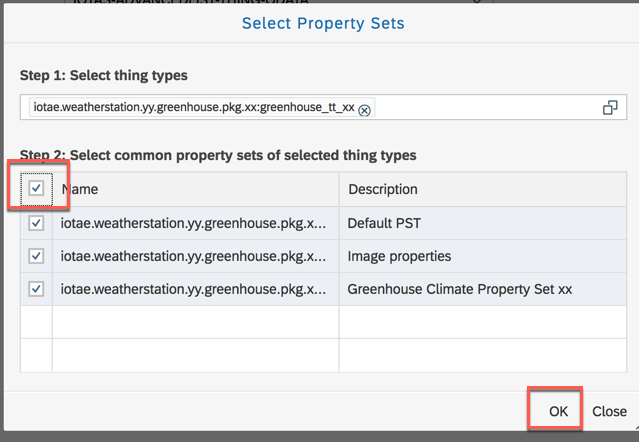 Select Property Sets
Step 1: Select thing types
iotae.weatherstation.yy.greenhouse.pkg.xx:greenhouse_tt_xx
Step 2: Select common property sets of selected thing types
Name Description
iotae.weatherstation.yy.greenhouse.pkg.x... Default PST
iotae.weatherstation.yy.greenhouse.pkg.x... Image properties
iotae.weatherstation.yy.greenhouse.pkg.x... Greenhouse Climate Property Set xx
OK Close